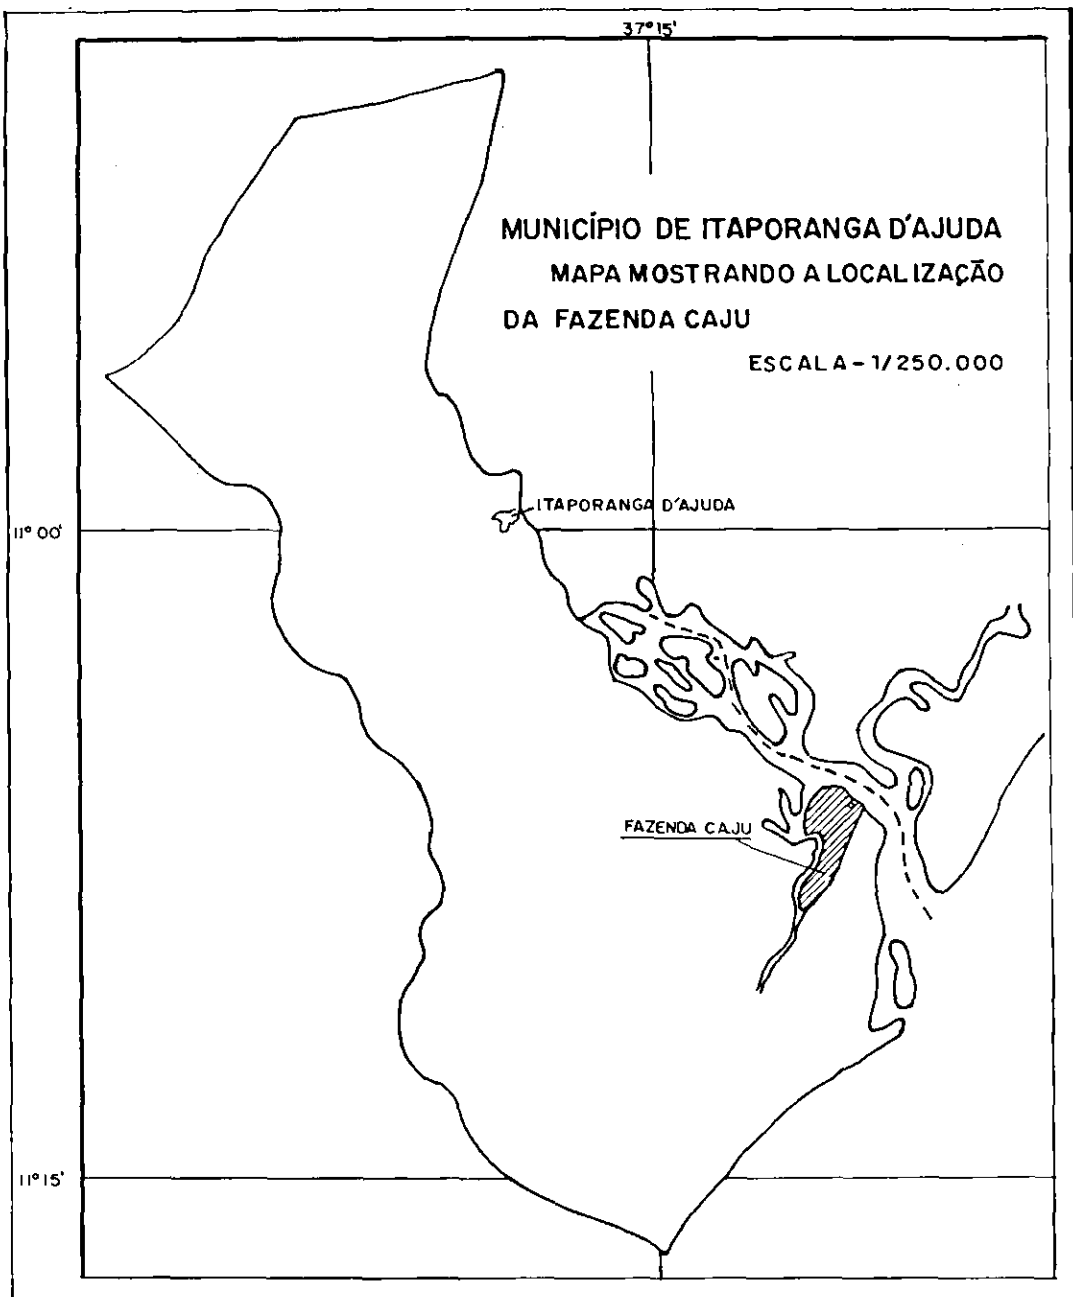 37°15'
MUNICÍPIO DE ITAPORANGA D'AJUDA
MAPA MOSTRANDO A LOCALIZAÇÃO
DA FAZENDA CAJU
ESCALA-1/250.000
ITAPORANGA D'AJUDA
11° 00'
FAZENDA CAJU
11°15'